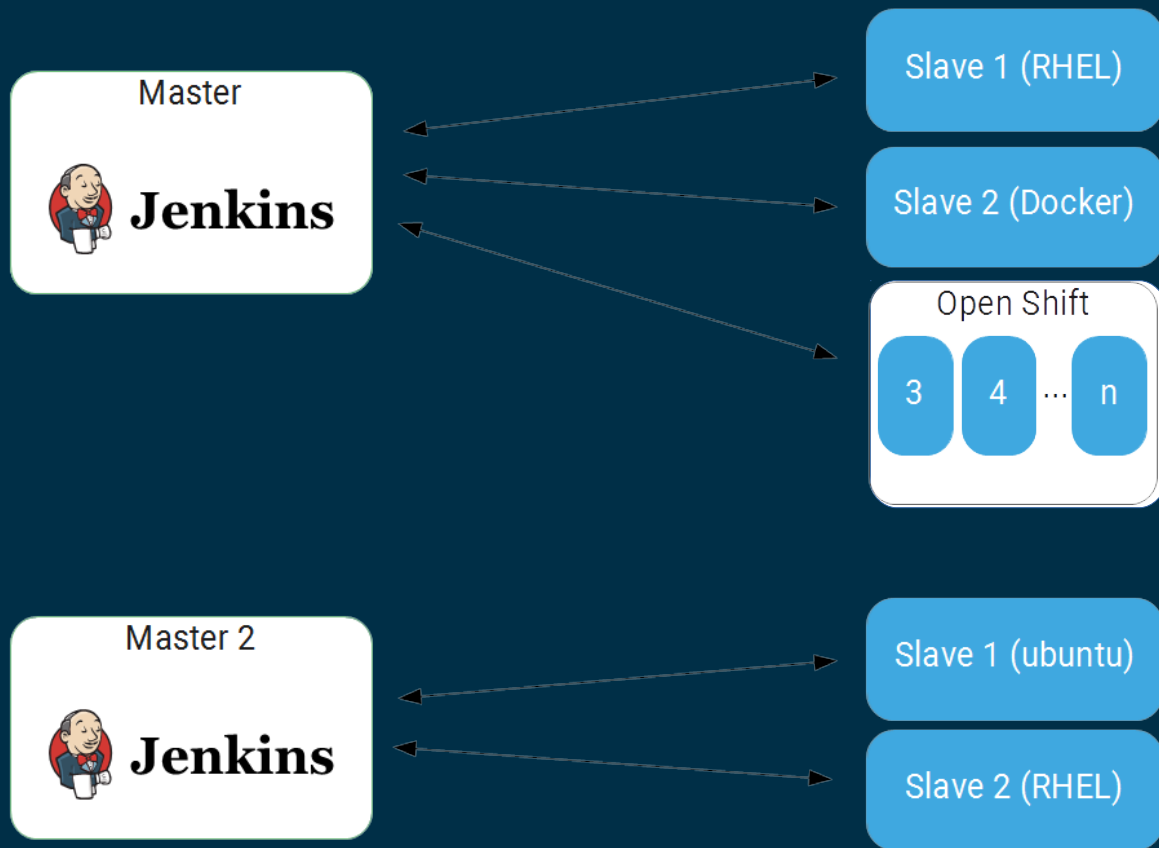 Master
Jenkins
Slave 1 (RHEL)
Slave 2 (Docker)
Open Shift
3 4 ... n
Master 2
Jenkins
Slave 1 (ubuntu)
Slave 2 (RHEL)